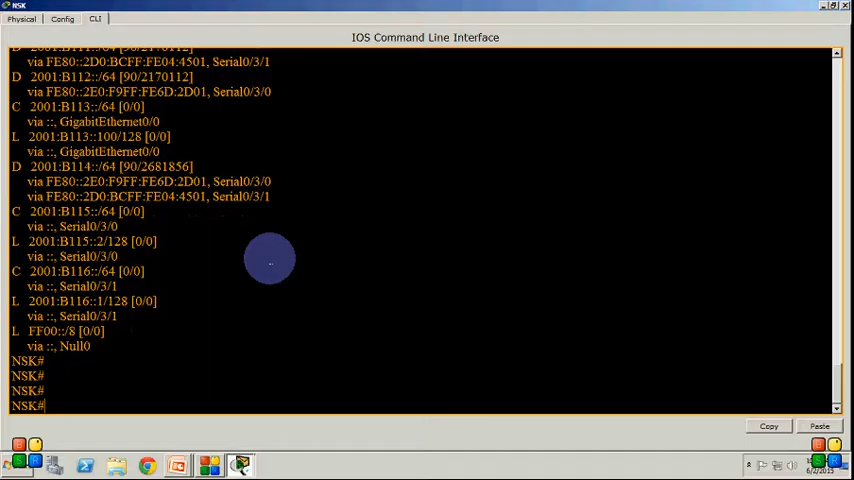 NSK
Physical Config CLI
IOS Command Line Interface
via FE80::2D0:BCFF:FE04:4501, Serial0/3/1
D 2001:B112::/64 [90/2170112]
via FE80::2E0:F9FF:FE6D:2D01, Serial0/3/0
C 2001:B113::/64 [0/0]
via ::, GigabitEthernet0/0
L 2001:B113::100/128 [0/0]
via ::, GigabitEthernet0/0
D 2001:B114::/64 [90/2681856]
via FE80::2E0:F9FF:FE6D:2D01, Serial0/3/0
via FE80::2D0:BCFF:FE04:4501, Serial0/3/1
C 2001:B115::/64 [0/0]
via ::, Serial0/3/0
L 2001:B115::2/128 [0/0]
via ::, Serial0/3/0
C 2001:B116::/64 [0/0]
via ::, Serial0/3/1
L 2001:B116::1/128 [0/0]
via ::, Serial0/3/1
L FF00::/8 [0/0]
via ::, Null0
NSK#
NSK#
NSK#
NSK#
Copy Paste
6/2/2015